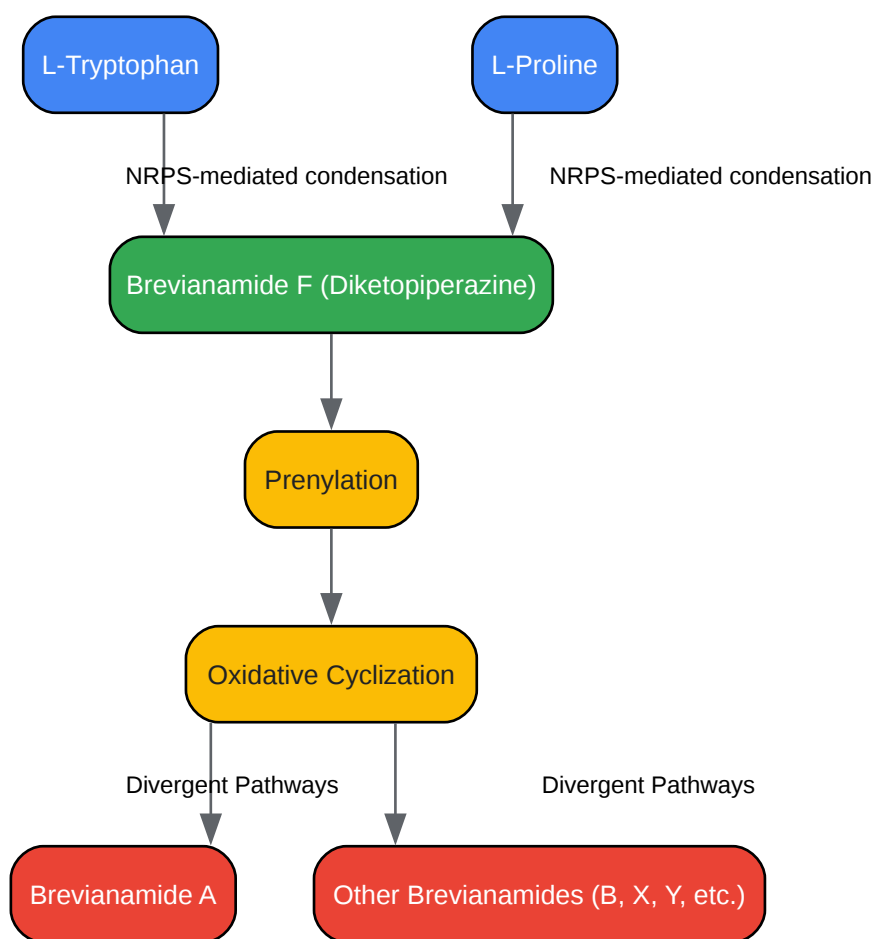 L-Tryptophan
L-Proline
NRPS-mediated condensation
NRPS-mediated condensation
Brevianamide F (Diketopiperazine)
Prenylation
Oxidative Cyclization
Divergent Pathways
Divergent Pathways
Brevianamide A
Other Brevianamides (B, X, Y, etc.)